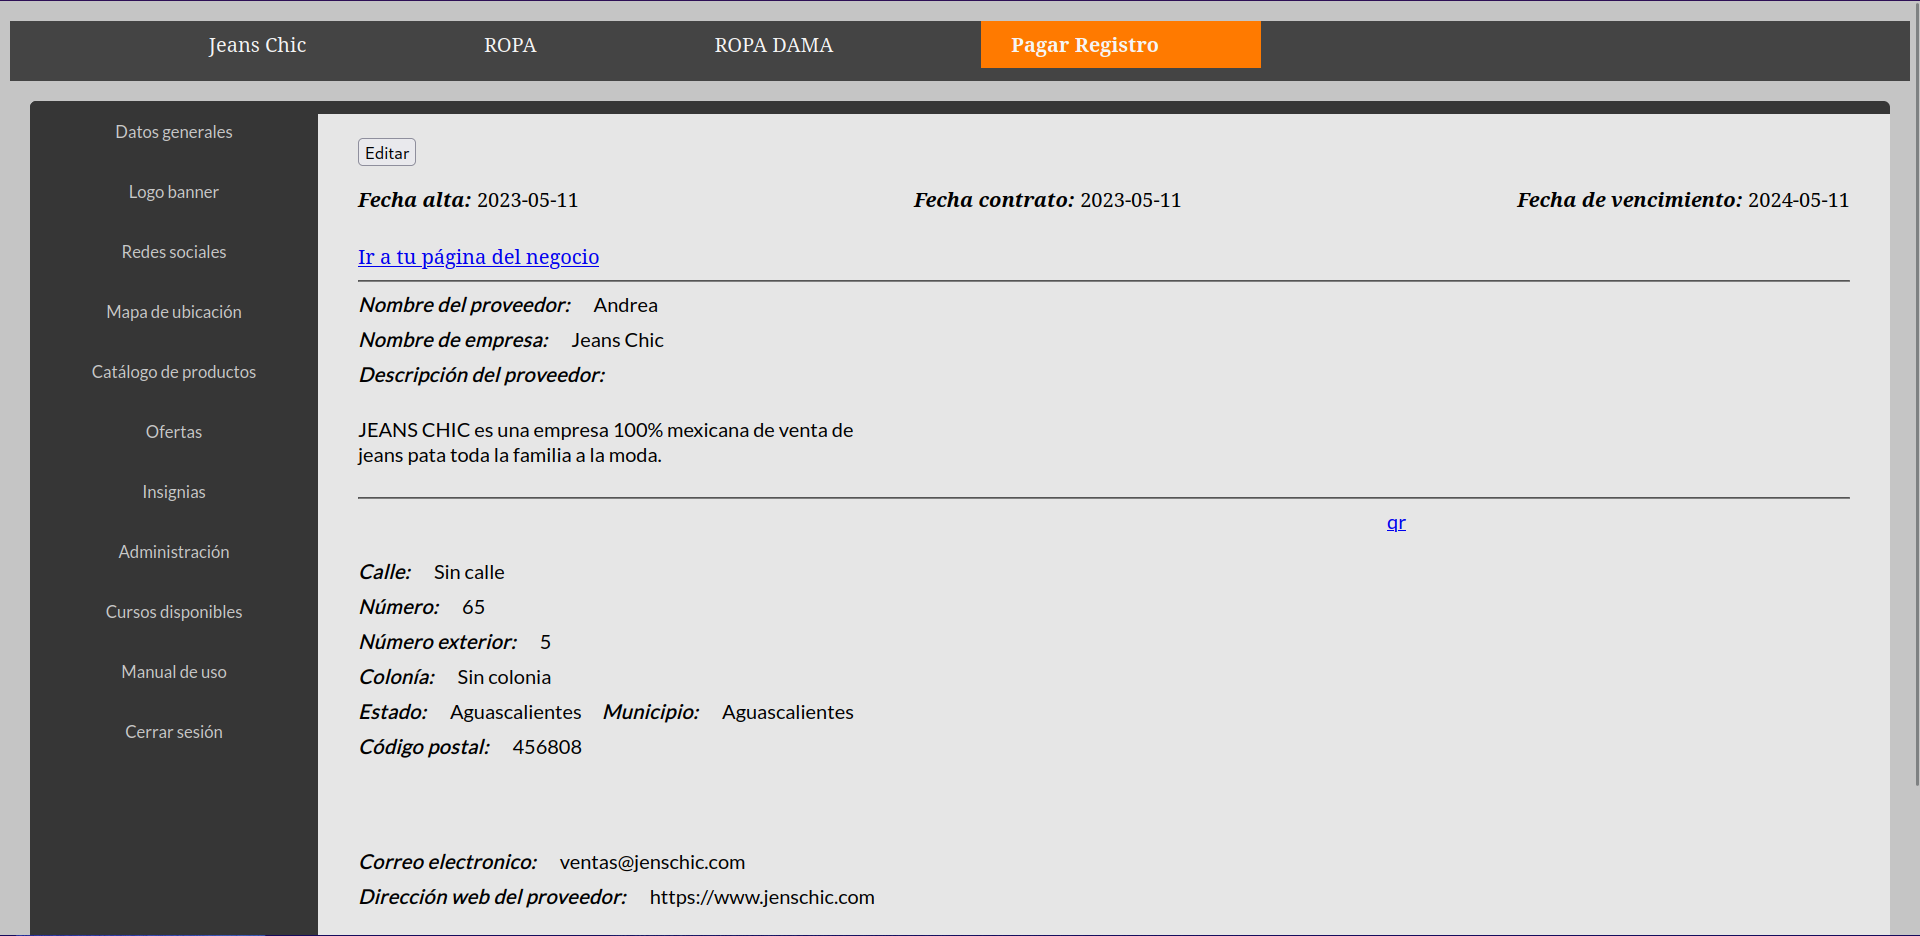 Jeans Chic ROPA ROPA DAMA Pagar Registro
Datos generales
Logo banner
Redes sociales
Mapa de ubicación
Catálogo de productos
Ofertas
Insignias
Administración
Cursos disponibles
Manual de uso
Cerrar sesión
Editar
Fecha alta: 2023-05-11 Fecha contrato: 2023-05-11 Fecha de vencimiento: 2024-05-11
Ir a tu página del negocio
Nombre del proveedor: Andrea
Nombre de empresa: Jeans Chic
Descripción del proveedor:
JEANS CHIC es una empresa 100% mexicana de venta de
jeans pata toda la familia a la moda.
qr
Calle: Sin calle
Número: 65
Número exterior: 5
Colonía: Sin colonia
Estado: Aguascalientes Municipio: Aguascalientes
Código postal: 456808
Correo electronico: ventas@jenschic.com
Dirección web del proveedor: https://www.jenschic.com